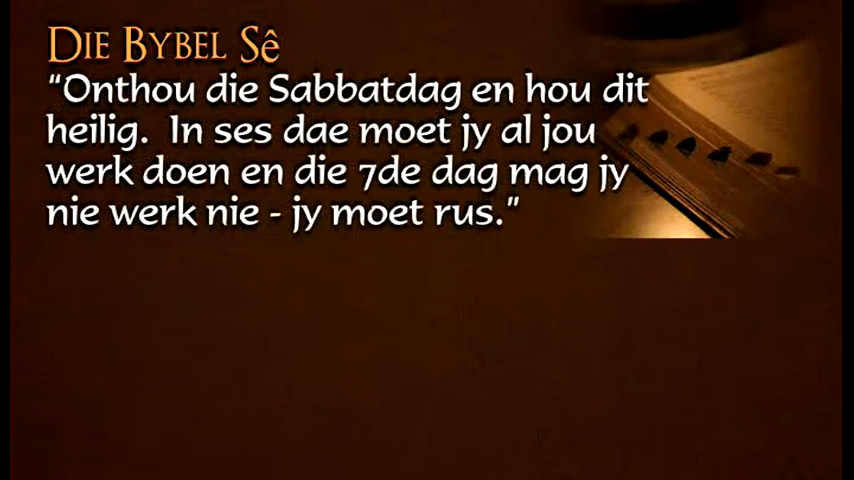 Die Bybel Sê
“Onthou die Sabbatdag en hou dit
heilig. In ses dae moet jy al jou
werk doen en die 7de dag mag jy
nie werk nie - jy moet rus.”